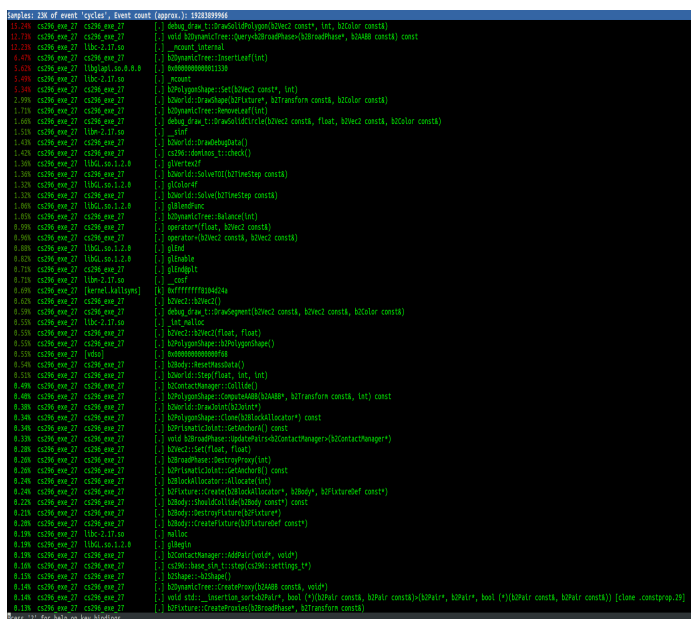 Samples: 23K of event 'cycles', Event count (approx.): 19283899966
15.24% cs296_exe_27 cs296_exe_27 [.] debug_draw_t::DrawSolidPolygon(b2Vec2 const*, int, b2Color const&)
12.73% cs296_exe_27 cs296_exe_27 [.] void b2DynamicTree::Query<b2BroadPhase>(b2BroadPhase*, b2AABB const&) const
12.23% cs296_exe_27 libc-2.17.so [.] __mcount_internal
6.47% cs296_exe_27 cs296_exe_27 [.] b2DynamicTree::InsertLeaf(int)
5.62% cs296_exe_27 libglapi.so.0.0.0 [.] 0x0000000000011330
5.49% cs296_exe_27 libc-2.17.so [.] _mcount
5.34% cs296_exe_27 cs296_exe_27 [.] b2PolygonShape::Set(b2Vec2 const*, int)
2.99% cs296_exe_27 cs296_exe_27 [.] b2World::DrawShape(b2Fixture*, b2Transform const&, b2Color const&)
1.71% cs296_exe_27 cs296_exe_27 [.] b2DynamicTree::RemoveLeaf(int)
1.66% cs296_exe_27 cs296_exe_27 [.] debug_draw_t::DrawSolidCircle(b2Vec2 const&, float, b2Vec2 const&, b2Color const&)
1.51% cs296_exe_27 libm-2.17.so [.] __sinf
1.43% cs296_exe_27 cs296_exe_27 [.] b2World::DrawDebugData()
1.42% cs296_exe_27 cs296_exe_27 [.] cs296::dominos_t::check()
1.36% cs296_exe_27 libGL.so.1.2.0 [.] glVertex2f
1.36% cs296_exe_27 cs296_exe_27 [.] b2World::SolveTOI(b2TimeStep const&)
1.32% cs296_exe_27 libGL.so.1.2.0 [.] glColor4f
1.32% cs296_exe_27 cs296_exe_27 [.] b2World::Solve(b2TimeStep const&)
1.06% cs296_exe_27 libGL.so.1.2.0 [.] glBlendFunc
1.05% cs296_exe_27 cs296_exe_27 [.] b2DynamicTree::Balance(int)
0.99% cs296_exe_27 cs296_exe_27 [.] operator*(float, b2Vec2 const&)
0.96% cs296_exe_27 cs296_exe_27 [.] operator+(b2Vec2 const&, b2Vec2 const&)
0.88% cs296_exe_27 libGL.so.1.2.0 [.] glEnd
0.82% cs296_exe_27 libGL.so.1.2.0 [.] glEnable
0.71% cs296_exe_27 cs296_exe_27 [.] glEnd@plt
0.71% cs296_exe_27 libm-2.17.so [.] __cosf
0.69% cs296_exe_27 [kernel.kallsyms] [k] 0xffffffff8104d24a
0.62% cs296_exe_27 cs296_exe_27 [.] b2Vec2::b2Vec2()
0.59% cs296_exe_27 cs296_exe_27 [.] debug_draw_t::DrawSegment(b2Vec2 const&, b2Vec2 const&, b2Color const&)
0.55% cs296_exe_27 libc-2.17.so [.] _int_malloc
0.55% cs296_exe_27 cs296_exe_27 [.] b2Vec2::b2Vec2(float, float)
0.55% cs296_exe_27 cs296_exe_27 [.] b2PolygonShape::b2PolygonShape()
0.55% cs296_exe_27 [vdso] [.] 0x0000000000000f68
0.54% cs296_exe_27 cs296_exe_27 [.] b2Body::ResetMassData()
0.51% cs296_exe_27 cs296_exe_27 [.] b2World::Step(float, int, int)
0.49% cs296_exe_27 cs296_exe_27 [.] b2ContactManager::Collide()
0.40% cs296_exe_27 cs296_exe_27 [.] b2PolygonShape::ComputeAABB(b2AABB*, b2Transform const&, int) const
0.38% cs296_exe_27 cs296_exe_27 [.] b2World::DrawJoint(b2Joint*)
0.34% cs296_exe_27 cs296_exe_27 [.] b2PolygonShape::Clone(b2BlockAllocator*) const
0.34% cs296_exe_27 cs296_exe_27 [.] b2PrismaticJoint::GetAnchorA() const
0.33% cs296_exe_27 cs296_exe_27 [.] void b2BroadPhase::UpdatePairs<b2ContactManager>(b2ContactManager*)
0.28% cs296_exe_27 cs296_exe_27 [.] b2Vec2::Set(float, float)
0.26% cs296_exe_27 cs296_exe_27 [.] b2BroadPhase::DestroyProxy(int)
0.26% cs296_exe_27 cs296_exe_27 [.] b2PrismaticJoint::GetAnchorB() const
0.24% cs296_exe_27 cs296_exe_27 [.] b2BlockAllocator::Allocate(int)
0.24% cs296_exe_27 cs296_exe_27 [.] b2Fixture::Create(b2BlockAllocator*, b2Body*, b2FixtureDef const*)
0.22% cs296_exe_27 cs296_exe_27 [.] b2Body::ShouldCollide(b2Body const*) const
0.21% cs296_exe_27 cs296_exe_27 [.] b2Body::DestroyFixture(b2Fixture*)
0.20% cs296_exe_27 cs296_exe_27 [.] b2Body::CreateFixture(b2FixtureDef const*)
0.19% cs296_exe_27 libc-2.17.so [.] malloc
0.19% cs296_exe_27 libGL.so.1.2.0 [.] glBegin
0.19% cs296_exe_27 cs296_exe_27 [.] b2ContactManager::AddPair(void*, void*)
0.16% cs296_exe_27 cs296_exe_27 [.] cs296::base_sim_t::step(cs296::settings_t*)
0.15% cs296_exe_27 cs296_exe_27 [.] b2Shape::~b2Shape()
0.14% cs296_exe_27 cs296_exe_27 [.] b2DynamicTree::CreateProxy(b2AABB const&, void*)
0.14% cs296_exe_27 cs296_exe_27 [.] void std::__insertion_sort<b2Pair*, bool (*)(b2Pair const&, b2Pair const&)>(b2Pair*, b2Pair*, bool (*)(b2Pair const&, b2Pair const&)) [clone .constprop.29]
0.13% cs296_exe_27 cs296_exe_27 [.] b2Fixture::CreateProxies(b2BroadPhase*, b2Transform const&)
Press '?' for help on key bindings